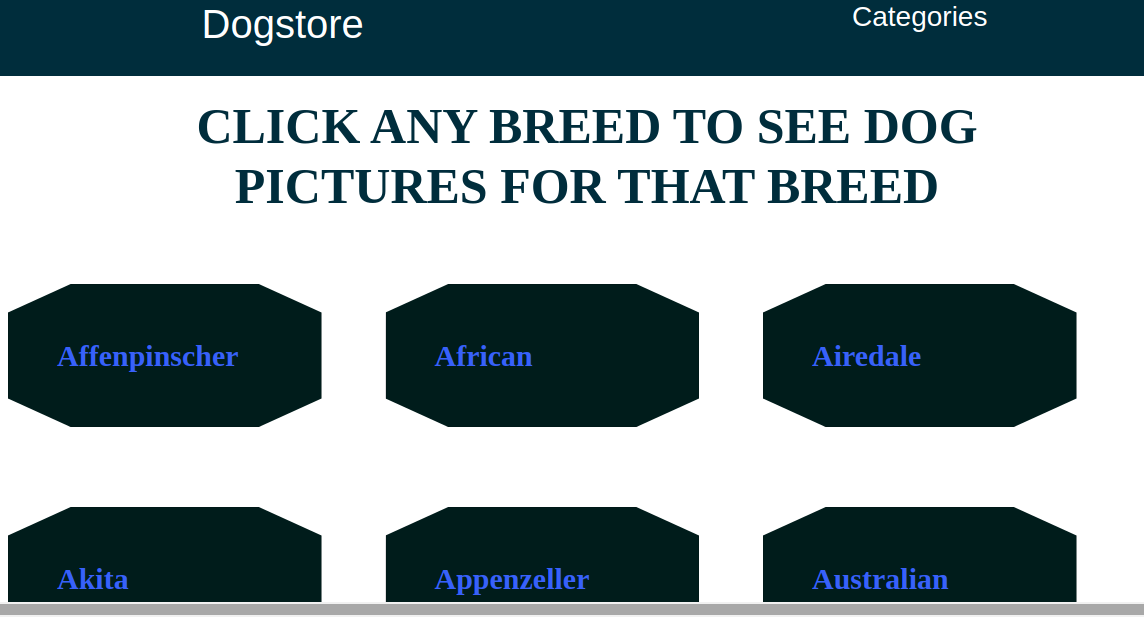 Dogstore
Categories
CLICK ANY BREED TO SEE DOG
PICTURES FOR THAT BREED
Affenpinscher
African
Airedale
Akita
Appenzeller
Australian